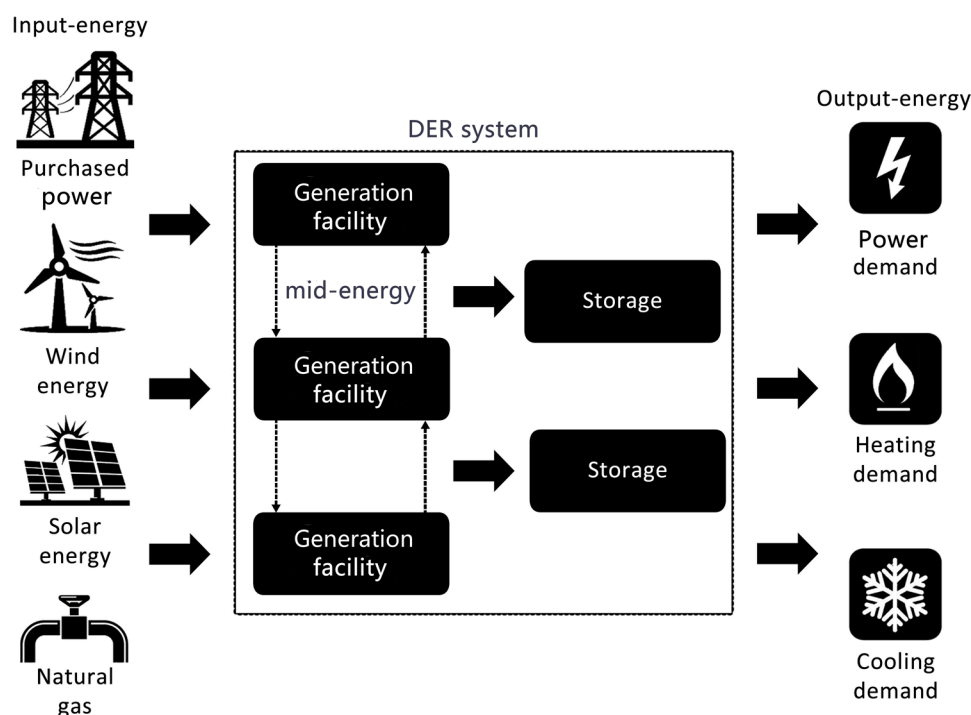 Input-energy
Purchased
power
Wind
energy
Solar
energy
Natural
gas
DER system
Generation
facility
mid-energy
Generation
facility
Generation
facility
Storage
Storage
Output-energy
Power
demand
Heating
demand
Cooling
demand